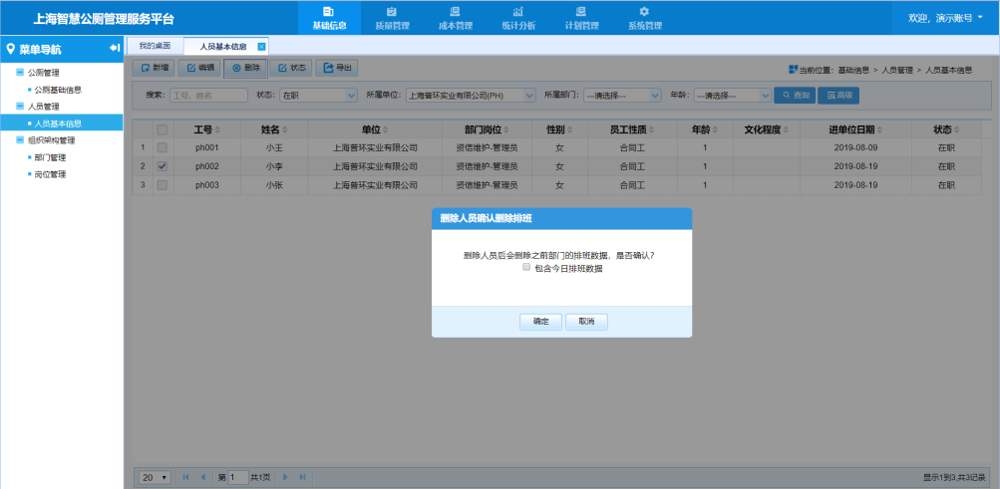 上海智慧公厕管理服务平台
基础信息 质量管理 成本管理 统计分析 计划管理 系统管理
欢迎, 演示账号
菜单导航
公厕管理
公厕基础信息
人员管理
人员基本信息
组织架构管理
部门管理
岗位管理
我的桌面 人员基本信息
新增 编辑 删除 状态 导出
当前位置: 基础信息 > 人员管理 > 人员基本信息
搜索: 工号、姓名 状态: 在职 所属单位: 上海普环实业有限公司(PH) 所属部门: ---请选择--- 年龄: ---请选择--- 查询 高级
工号 姓名 单位 部门岗位 性别 员工性质 年龄 文化程度 进单位日期 状态
1 ph001 小王 上海普环实业有限公司 资信维护-管理员 女 合同工 1 2019-08-09 在职
2 ph002 小李 上海普环实业有限公司 资信维护-管理员 女 合同工 1 2019-08-19 在职
3 ph003 小张 上海普环实业有限公司 资信维护-管理员 女 合同工 1 2019-08-19 在职
删除人员确认删除排班
删除人员后会删除之前部门的排班数据, 是否确认?
包含今日排班数据
确定 取消
20 第 1 共1页
显示1到3,共3记录